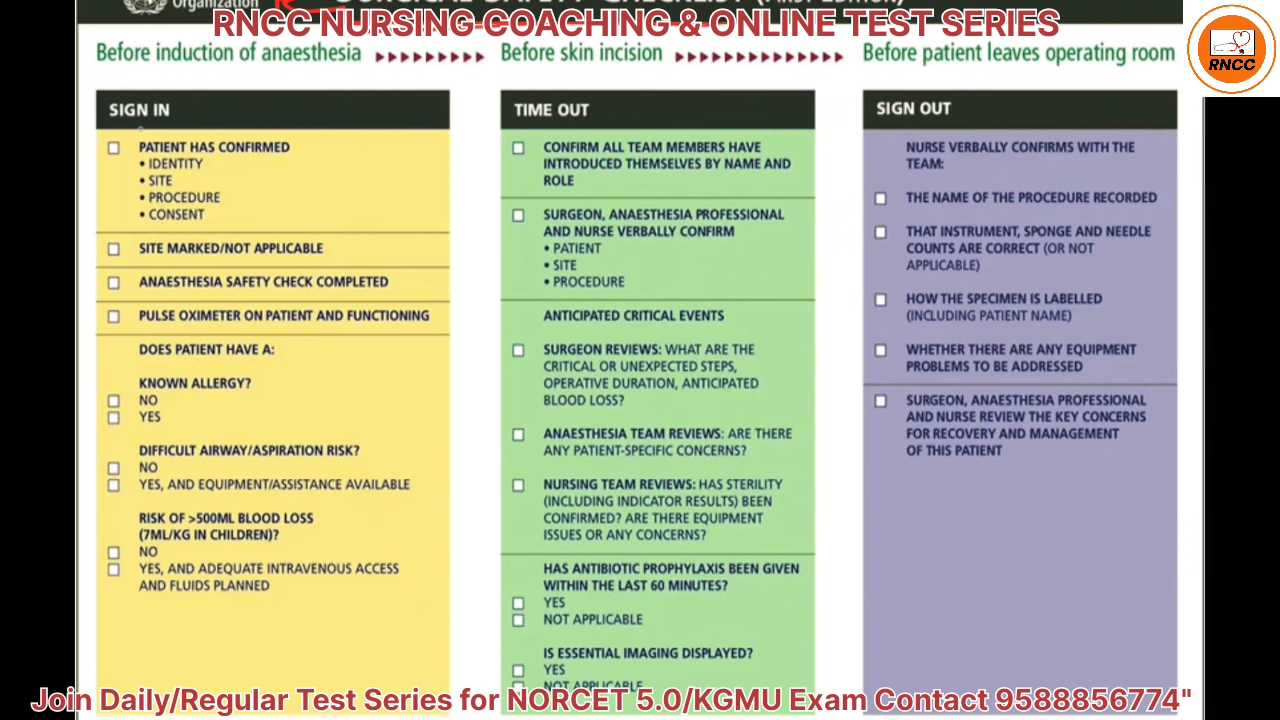 Organization
SURGICAL SAFETY CHECKLIST (FIRST EDITION)
RNCC NURSING COACHING & ONLINE TEST SERIES
RNCC
Before induction of anaesthesia
Before skin incision
Before patient leaves operating room
SIGN IN
PATIENT HAS CONFIRMED
• IDENTITY
• SITE
• PROCEDURE
• CONSENT
SITE MARKED/NOT APPLICABLE
ANAESTHESIA SAFETY CHECK COMPLETED
PULSE OXIMETER ON PATIENT AND FUNCTIONING
DOES PATIENT HAVE A:
KNOWN ALLERGY?
NO
YES
DIFFICULT AIRWAY/ASPIRATION RISK?
NO
YES, AND EQUIPMENT/ASSISTANCE AVAILABLE
RISK OF >500ML BLOOD LOSS
(7ML/KG IN CHILDREN)?
NO
YES, AND ADEQUATE INTRAVENOUS ACCESS
AND FLUIDS PLANNED
TIME OUT
CONFIRM ALL TEAM MEMBERS HAVE
INTRODUCED THEMSELVES BY NAME AND
ROLE
SURGEON, ANAESTHESIA PROFESSIONAL
AND NURSE VERBALLY CONFIRM
• PATIENT
• SITE
• PROCEDURE
ANTICIPATED CRITICAL EVENTS
SURGEON REVIEWS: WHAT ARE THE
CRITICAL OR UNEXPECTED STEPS,
OPERATIVE DURATION, ANTICIPATED
BLOOD LOSS?
ANAESTHESIA TEAM REVIEWS: ARE THERE
ANY PATIENT-SPECIFIC CONCERNS?
NURSING TEAM REVIEWS: HAS STERILITY
(INCLUDING INDICATOR RESULTS) BEEN
CONFIRMED? ARE THERE EQUIPMENT
ISSUES OR ANY CONCERNS?
HAS ANTIBIOTIC PROPHYLAXIS BEEN GIVEN
WITHIN THE LAST 60 MINUTES?
YES
NOT APPLICABLE
IS ESSENTIAL IMAGING DISPLAYED?
YES
NOT APPLICABLE
SIGN OUT
NURSE VERBALLY CONFIRMS WITH THE
TEAM:
THE NAME OF THE PROCEDURE RECORDED
THAT INSTRUMENT, SPONGE AND NEEDLE
COUNTS ARE CORRECT (OR NOT
APPLICABLE)
HOW THE SPECIMEN IS LABELLED
(INCLUDING PATIENT NAME)
WHETHER THERE ARE ANY EQUIPMENT
PROBLEMS TO BE ADDRESSED
SURGEON, ANAESTHESIA PROFESSIONAL
AND NURSE REVIEW THE KEY CONCERNS
FOR RECOVERY AND MANAGEMENT
OF THIS PATIENT
Join Daily/Regular Test Series for NORCET 5.0/KGMU Exam Contact 9588856774"